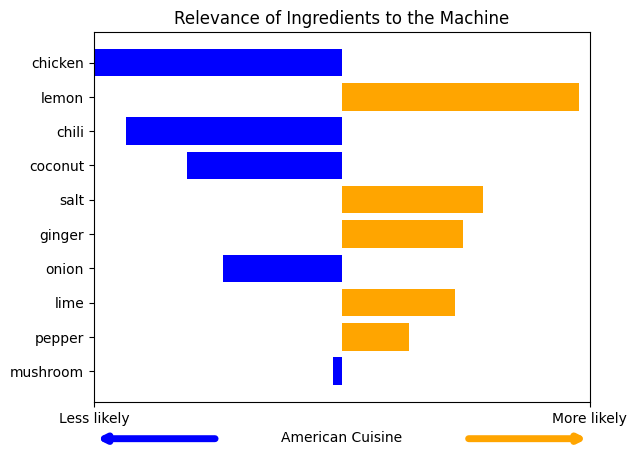 Relevance of Ingredients to the Machine
chicken
lemon
chili
coconut
salt
ginger
onion
lime
pepper
mushroom
Less likely
More likely
American Cuisine